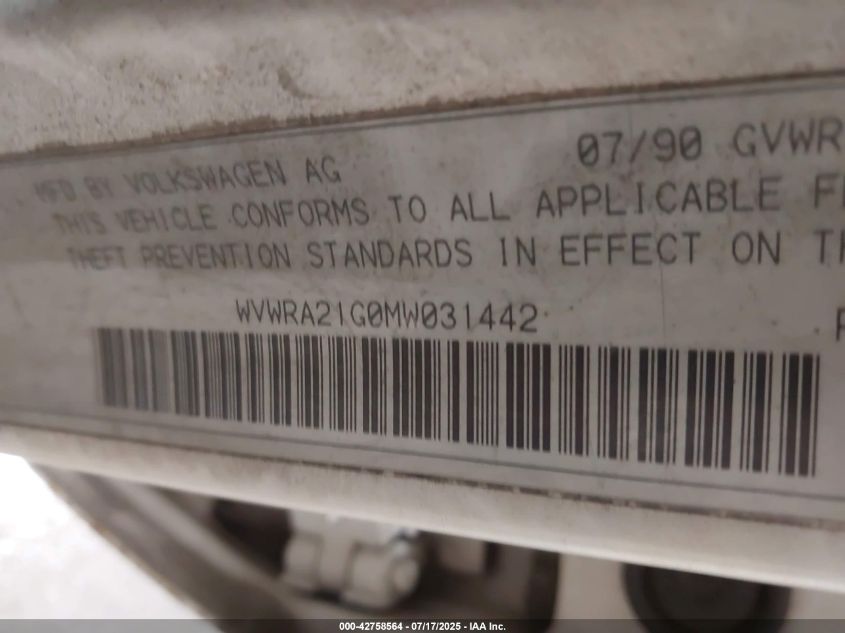 MFD BY VOLKSWAGEN AG 07/90 GVWR
THIS VEHICLE CONFORMS TO ALL APPLICABLE F
THEFT PREVENTION STANDARDS IN EFFECT ON TH
WVWRA21G0MW031442
000-42758564 - 07/17/2025 - IAA Inc.